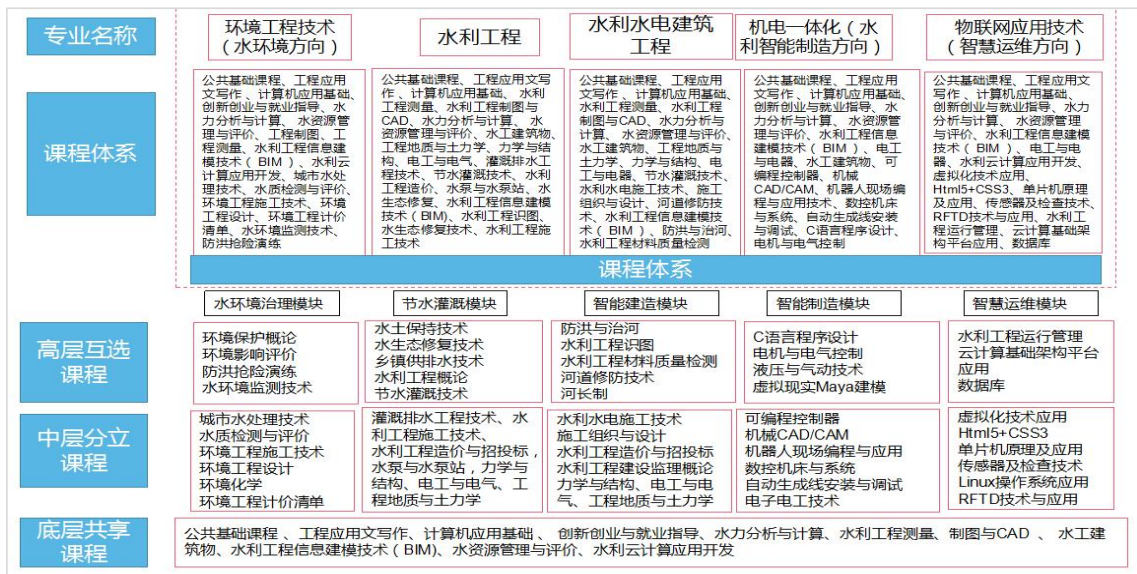 专业名称
环境工程技术
（水环境方向）
水利工程
水利水电建筑
工程
机电一体化（水
利智能制造方向）
物联网应用技术
（智慧运维方向）
课程体系
公共基础课程、工程应用
文写作 、计算机应用基础、
创新创业与就业指导、水
力分析与计算、 水资源管
理与评价、工程制图、工
程测量、水利工程信息建
模技术（ BIM ）、水利云
计算应用开发、城市水处
理技术、水质检测与评价、
环境工程施工技术、环境
工程设计、环境工程计价
清单、水环境监测技术、
防洪抢险演练
公共基础课程、工程应用文写
作 、计算机应用基础、 水利
工程测量、水利工程制图与
CAD、水力分析与计算、 水
资源管理与评价、水工建筑物、
工程地质与土力学、力学与结
构、电工与电气、灌溉排水工
程技术、节水灌溉技术、水利
工程造价、水泵与水泵站、水
生态修复、水利工程信息建模
技术（BIM)、水利工程识图、
水生态修复技术、水利工程施
工技术
公共基础课程、工程应用
文写作 、计算机应用基础、
水利工程测量、水利工程
制图与CAD、水力分析与
计算、 水资源管理与评价、
水工建筑物、工程地质与
土力学、力学与结构、电
工与电器、节水灌溉技术、
水利水电施工技术、施工
组织与设计、河道修防技
术、水利工程信息建模技
术（ BIM ）、防洪与治河、
水利工程材料质量检测
公共基础课程、工程应用
文写作 、计算机应用基础、
创新创业与就业指导、水
力分析与计算、 水资源管
理与评价、水利工程信息
建模技术（ BIM ）、电工
与电器、水工建筑物、可
编程控制器、机械
CAD/CAM、机器人现场编
程与应用技术、数控机床
与系统、自动生成线安装
与调试、C语言程序设计、
电机与电气控制
公共基础课程、工程应用文
文写作 、计算机应用基础、
创新创业与就业指导、水力
分析与计算、 水资源管理
与评价、水利工程信息建模
技术（ BIM ）、电工与电
器、水利云计算应用开发、
虚拟化技术应用、
Html5+CSS3、单片机原理
及应用、传感器及检查技术、
RFTD技术与应用、水利工
程运行管理、云计算基础架
构平台应用、数据库
课程体系
水环境治理模块
节水灌溉模块
智能建造模块
智能制造模块
智慧运维模块
高层互选
课程
环境保护概论
环境影响评价
防洪抢险演练
水环境监测技术
水土保持技术
水生态修复技术
乡镇供排水技术
水利工程概论
节水灌溉技术
防洪与治河
水利工程识图
水利工程材料质量检测
河道修防技术
河长制
C语言程序设计
电机与电气控制
液压与气动技术
虚拟现实Maya建模
水利工程运行管理
云计算基础架构平台
应用
数据库
中层分立
课程
城市水处理技术
水质检测与评价
环境工程施工技术
环境工程设计
环境化学
环境工程计价清单
灌溉排水工程技术、水
利工程施工技术、
水利工程造价与招投标，
水泵与水泵站，力学与
结构、电工与电气、工
程地质与土力学
水利水电施工技术
施工组织与设计
水利工程造价与招投标
水利工程建设监理概论
力学与结构、电工与电
气、工程地质与土力学
可编程控制器
机械CAD/CAM
机器人现场编程与应用
数控机床与系统
自动生成线安装与调试
电子电工技术
虚拟化技术应用
Html5+CSS3
单片机原理及应用
传感器及检查技术
Linux操作系统应用
RFTD技术与应用
底层共享
课程
公共基础课程 、工程应用文写作、计算机应用基础 、 创新创业与就业指导、水力分析与计算、水利工程测量、制图与CAD 、 水工建
筑物、水利工程信息建模技术（BIM)、水资源管理与评价、水利云计算应用开发